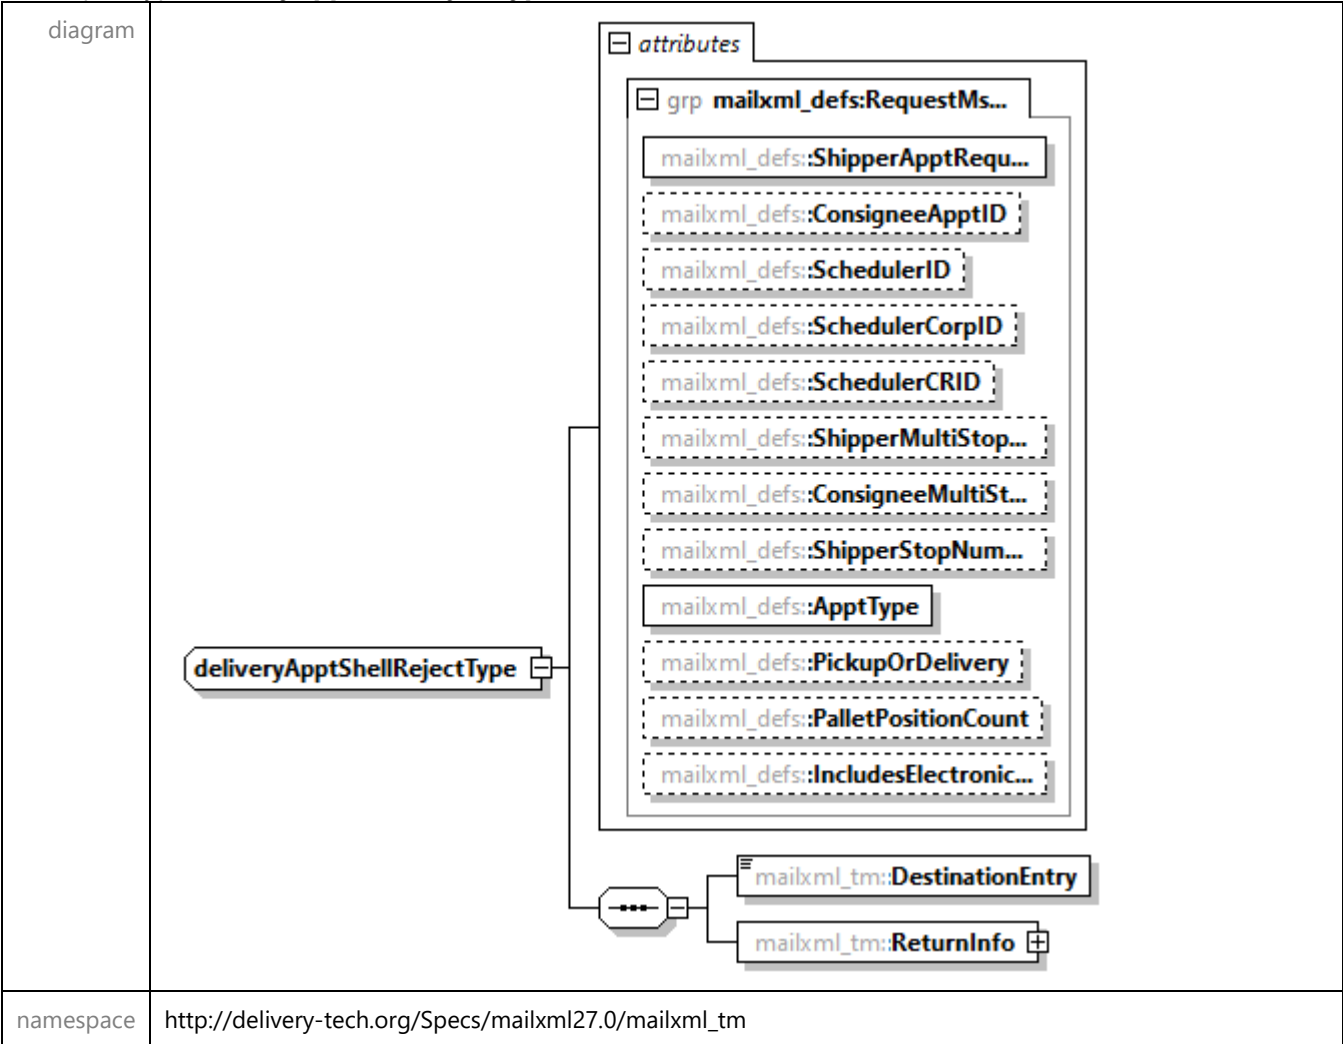 diagram
attributes
grp mailxml_defs:RequestMs...
mailxml_defs::ShipperApptRequ...
mailxml_defs::ConsigneeApptID
mailxml_defs::SchedulerID
mailxml_defs::SchedulerCorpID
mailxml_defs::SchedulerCRID
mailxml_defs::ShipperMultiStop...
mailxml_defs::ConsigneeMultiSt...
mailxml_defs::ShipperStopNum...
mailxml_defs::ApptType
deliveryApptShellRejectType
mailxml_defs::PickupOrDelivery
mailxml_defs::PalletPositionCount
mailxml_defs::IncludesElectronic...
mailxml_tm::DestinationEntry
mailxml_tm::ReturnInfo
namespace
http://delivery-tech.org/Specs/mailxml27.0/mailxml_tm